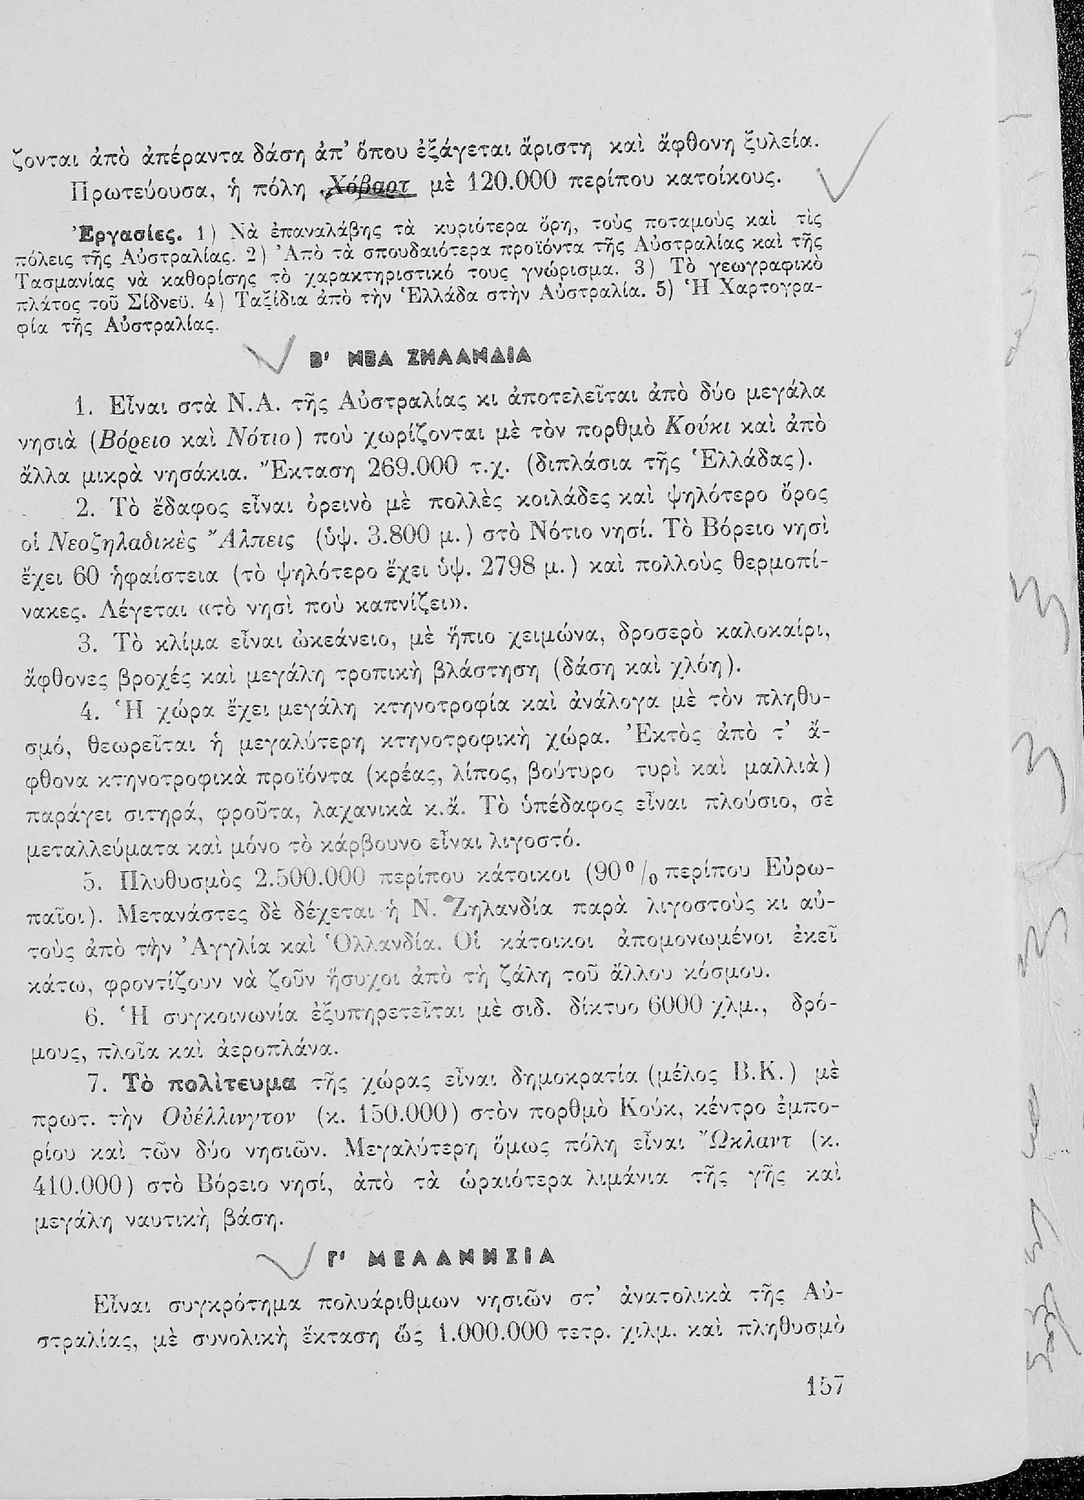 ζονται ἀπὸ ἀπέραντα δάση ἀπ' ὅπου ἐξάγεται ἄριστη καὶ ἄφθονη ξυλεία.
Πρωτεύουσα, ἡ πόλη Χόβαρτ μὲ 120.000 περίπου κατοίκους.
Ἐργασίες. 1) Νὰ ἐπαναλάβης τὰ κυριότερα ὄρη, τοὺς ποταμοὺς καὶ τὶς
πόλεις τῆς Αὐστραλίας. 2) Ἀπὸ τὰ σπουδαιότερα προϊόντα τῆς Αὐστραλίας καὶ τῆς
Τασμανίας νὰ καθορίσης τὸ χαρακτηριστικό τους γνώρισμα. 3) Τὸ γεωγραφικὸ
πλάτος τοῦ Σίδνεϋ. 4) Ταξίδια ἀπὸ τὴν Ἑλλάδα στὴν Αὐστραλία. 5) Ἡ Χαρτογρα-
φία τῆς Αὐστραλίας.
Β' ΝΕΑ ΖΗΛΑΝΔΙΑ
1. Εἶναι στὰ Ν.Α. τῆς Αὐστραλίας κι ἀποτελεῖται ἀπὸ δύο μεγάλα
νησιὰ (Βόρειο καὶ Νότιο) ποὺ χωρίζονται μὲ τὸν πορθμὸ Κούκι καὶ ἀπὸ
ἄλλα μικρὰ νησάκια. Ἔκταση 269.000 τ.χ. (διπλάσια τῆς Ἑλλάδας).
2. Τὸ ἔδαφος εἶναι ὀρεινὸ μὲ πολλὲς κοιλάδες καὶ ψηλότερο ὄρος
οἱ Νεοζηλαδικὲς Ἄλπεις (ὑψ. 3.800 μ.) στὸ Νότιο νησί. Τὸ Βόρειο νησὶ
ἔχει 60 ἡφαίστεια (τὸ ψηλότερο ἔχει ὑψ. 2798 μ.) καὶ πολλοὺς θερμοπί-
νακες. Λέγεται «τὸ νησὶ ποὺ καπνίζει».
3. Τὸ κλίμα εἶναι ὠκεάνειο, μὲ ἤπιο χειμώνα, δροσερὸ καλοκαίρι,
ἄφθονες βροχές καὶ μεγάλη τροπικὴ βλάστηση (δάση καὶ χλόη).
4. Ἡ χώρα ἔχει μεγάλη κτηνοτροφία καὶ ἀνάλογα μὲ τὸν πληθυ-
σμό, θεωρεῖται ἡ μεγαλύτερη κτηνοτροφικὴ χώρα. Ἐκτὸς ἀπὸ τ' ἄ-
φθονα κτηνοτροφικὰ προϊόντα (κρέας, λίπος, βούτυρο τυρὶ καὶ μαλλιὰ)
παράγει σιτηρά, φροῦτα, λαχανικὰ κ.ἄ. Τὸ ὑπέδαφος εἶναι πλούσιο, σὲ
μεταλλεύματα καὶ μόνο τὸ κάρβουνο εἶναι λιγοστό.
5. Πλυθυσμὸς 2.500.000 περίπου κάτοικοι (90% περίπου Εὐρω-
παῖοι). Μετανάστες δὲ δέχεται ἡ Ν. Ζηλανδία παρὰ λιγοστοὺς κι αὐ-
τοὺς ἀπὸ τὴν Ἀγγλία καὶ Ὁλλανδία. Οἱ κάτοικοι ἀπομονωμένοι ἐκεῖ
κάτω, φροντίζουν νὰ ζοῦν ἥσυχοι ἀπὸ τὴ ζάλη τοῦ ἄλλου κόσμου.
6. Ἡ συγκοινωνία ἐξυπηρετεῖται μὲ σιδ. δίκτυο 6000 χλμ., δρό-
μους, πλοῖα καὶ ἀεροπλάνα.
7. Τὸ πολίτευμα τῆς χώρας εἶναι δημοκρατία (μέλος Β.Κ.) μὲ
πρωτ. τὴν Οὐέλλινγτον (κ. 150.000) στὸν πορθμὸ Κούκ, κέντρο ἐμπο-
ρίου καὶ τῶν δύο νησιῶν. Μεγαλύτερη ὅμως πόλη εἶναι Ὤκλαντ (κ.
410.000) στὸ Βόρειο νησί, ἀπὸ τὰ ὡραιότερα λιμάνια τῆς γῆς καὶ
μεγάλη ναυτικὴ βάση.
Γ' ΜΕΛΑΝΗΣΙΑ
Εἶναι συγκρότημα πολυάριθμων νησιῶν στ' ἀνατολικὰ τῆς Αὐ-
στραλίας, μὲ συνολικὴ ἔκταση ὣς 1.000.000 τετρ. χιλμ. καὶ πληθυσμὸ
157